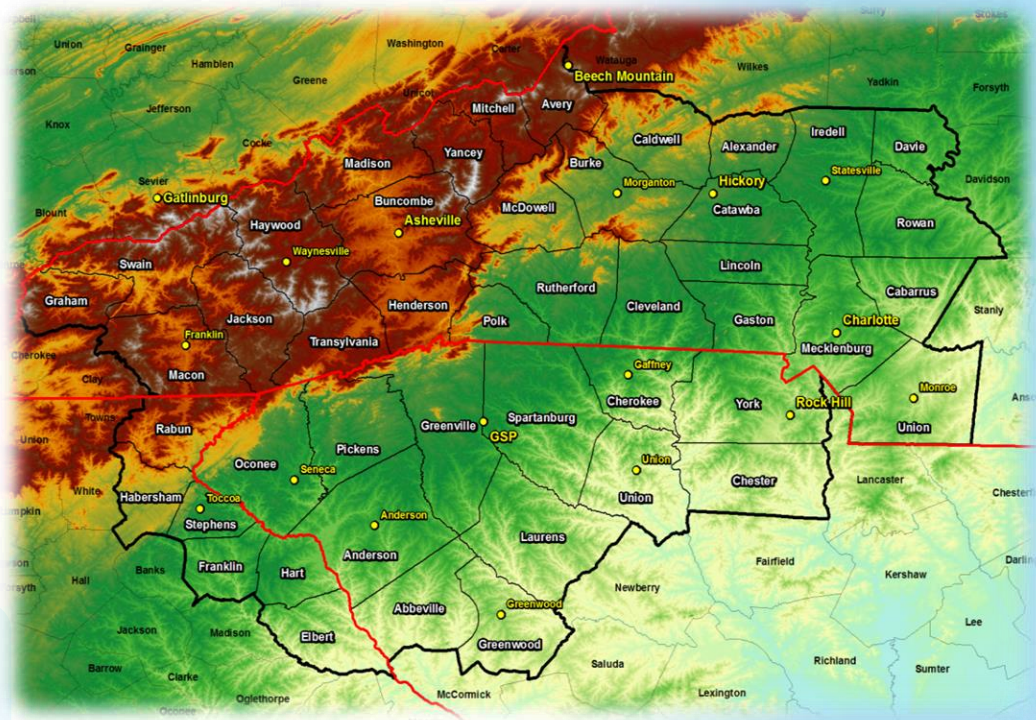 Surry
Stokes
Union
Grainger
Washington
Carter
Hamblen
Watauga
Wilkes
Beech Mountain
Greene
Unicoi
Yadkin
Forsyth
Mitchell
Avery
Jefferson
Knox
Cocke
Caldwell
Alexander
Iredell
Davie
Madison
Yancey
Burke
Sevier
Gatlinburg
Morganton
Hickory
Statesville
Davidson
Blount
Buncombe
McDowell
Catawba
Asheville
Haywood
Rowan
Waynesville
Swain
Lincoln
Graham
Henderson
Rutherford
Cleveland
Cabarrus
Stanly
Jackson
Polk
Gaston
Charlotte
Franklin
Transylvania
Mecklenburg
Cherokee
Macon
Clay
Gaffney
Monroe
Cherokee
York
Rock Hill
Towns
Rabun
Greenville
Spartanburg
Union
Union
GSP
Pickens
Oconee
Seneca
Union
Chester
Lancaster
White
Habersham
Toccoa
Union
Stephens
Anderson
Laurens
Anderson
Banks
Franklin
Hart
Fairfield
Kershaw
Hall
Newberry
Abbeville
Greenwood
Lee
Jackson
Madison
Elbert
Greenwood
Barrow
Clarke
Saluda
Richland
Sumter
Oglethorpe
McCormick
Lexington
Oconee